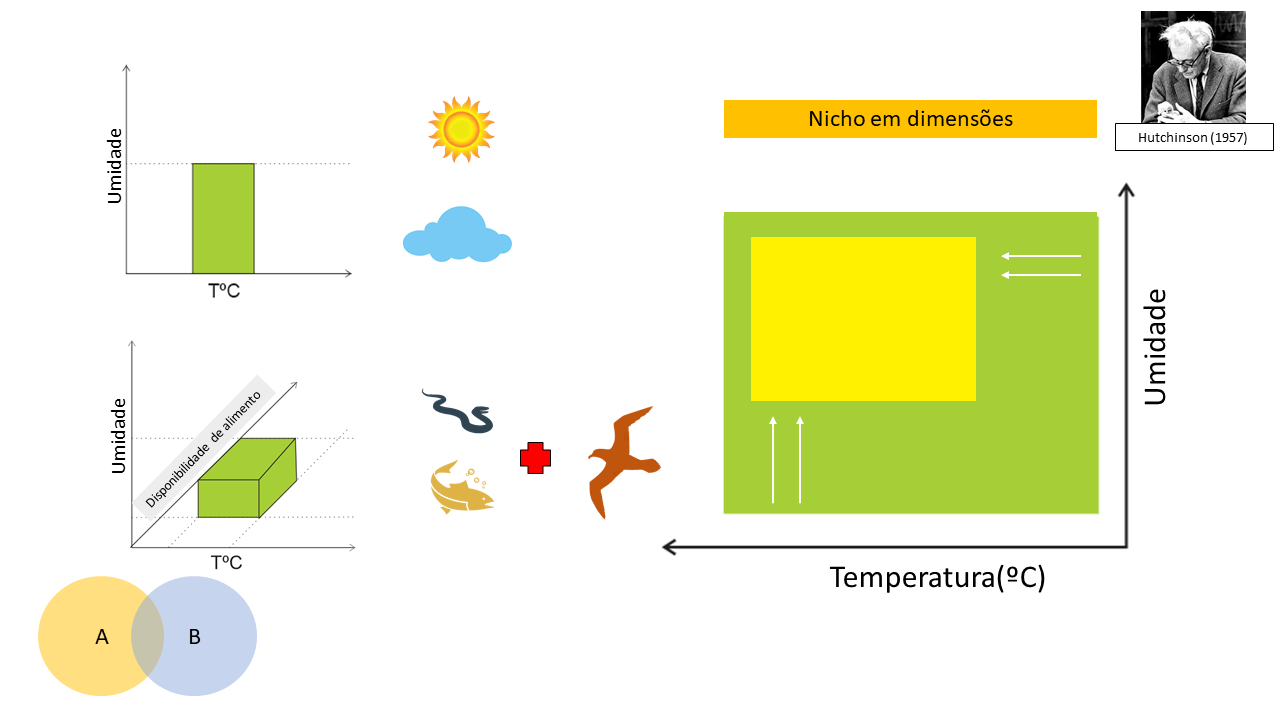 Nicho em dimensões
Hutchinson (1957)
Umidade
TºC
Umidade
Disponibilidade de alimento
TºC
Umidade
Temperatura(ºC)
A
B